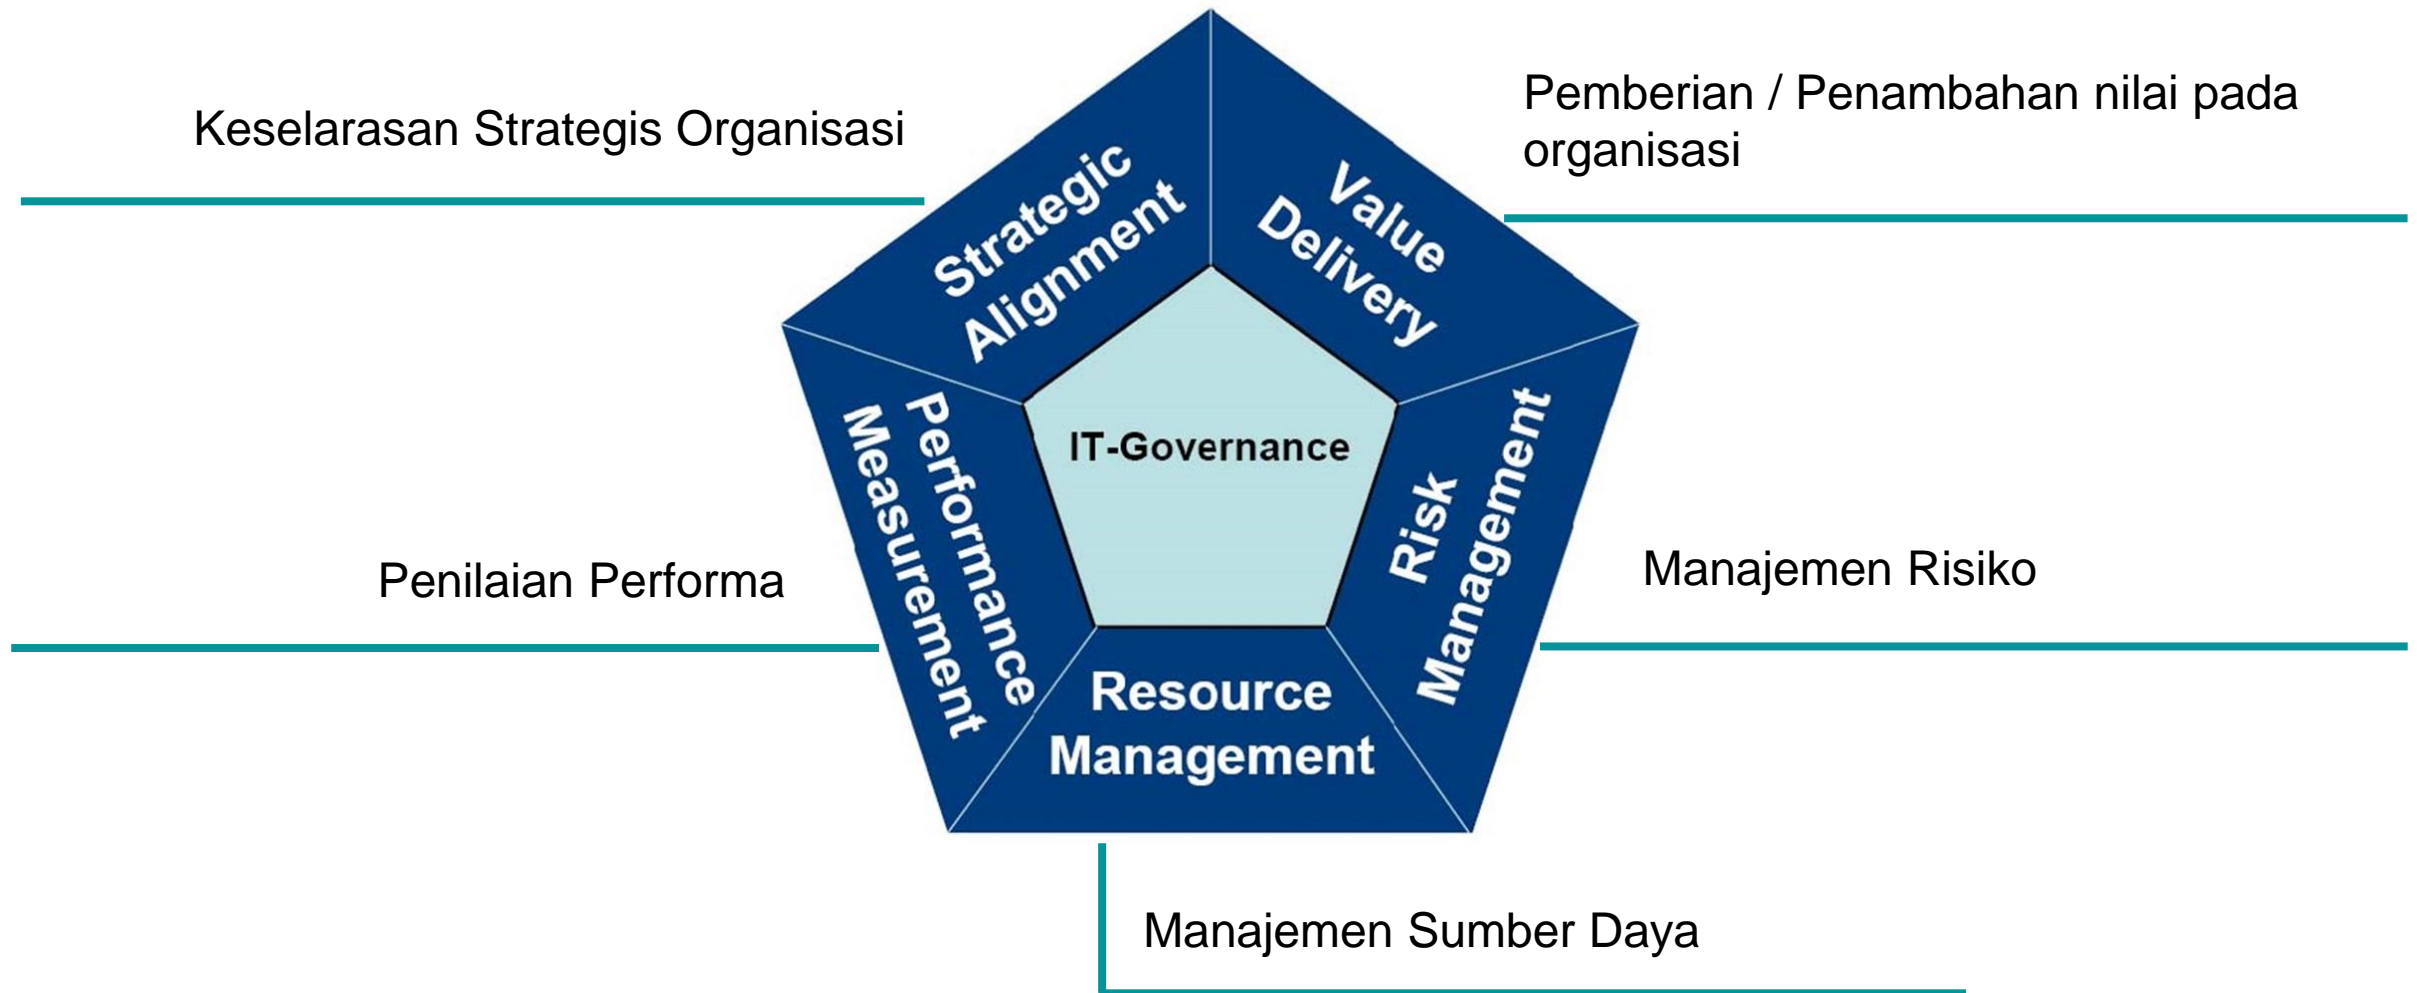 Keselarasan Strategis Organisasi
Pemberian / Penambahan nilai pada
organisasi
Strategic
Alignment
Value
Delivery
IT-Governance
Performance
Measurement
Risk
Management
Penilaian Performa
Manajemen Risiko
Resource
Management
Manajemen Sumber Daya